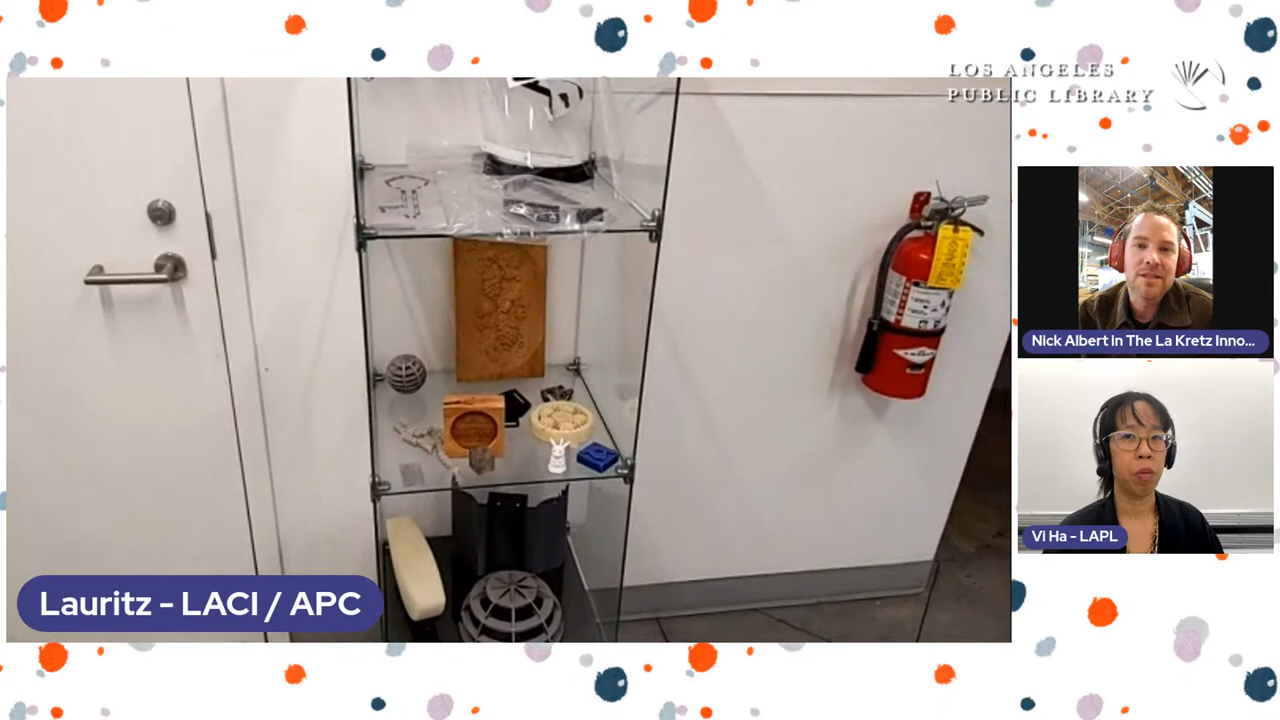 LOS ANGELES
PUBLIC LIBRARY
Nick Albert in The La Kretz Inno...
Vi Ha - LAPL
Lauritz - LACI / APC